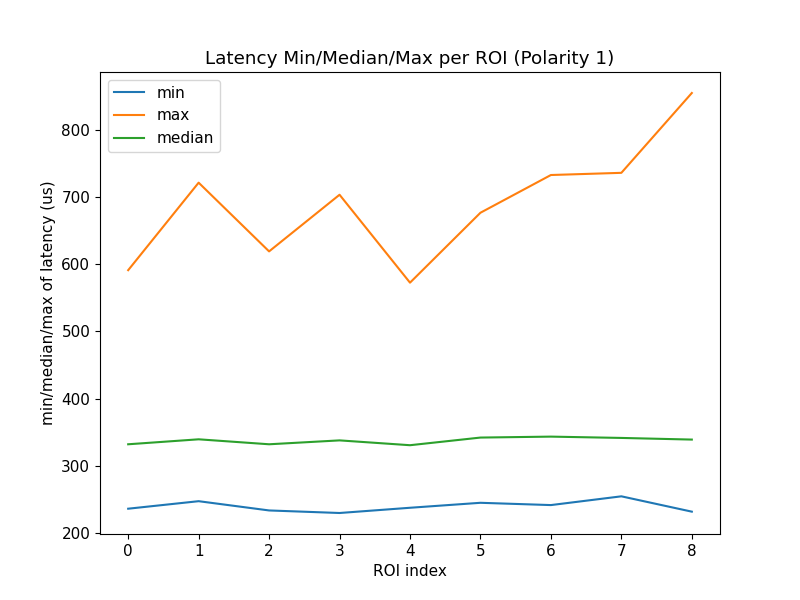 Latency Min/Median/Max per ROI (Polarity 1)
min
max
median
min/median/max of latency (us)
800
700
600
500
400
300
200
0 1 2 3 4 5 6 7 8
ROI index